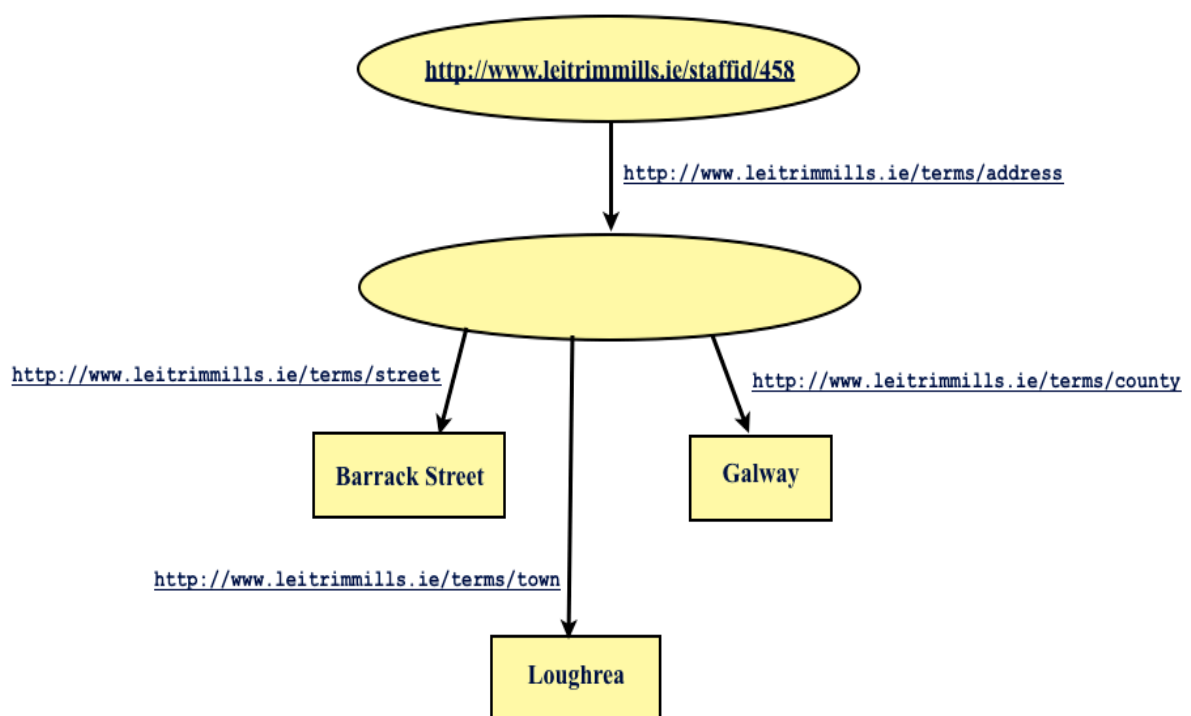 http://www.leitrimmills.ie/staffid/458
http://www.leitrimmills.ie/terms/address
http://www.leitrimmills.ie/terms/street
http://www.leitrimmills.ie/terms/county
Barrack Street
Galway
http://www.leitrimmills.ie/terms/town
Loughrea